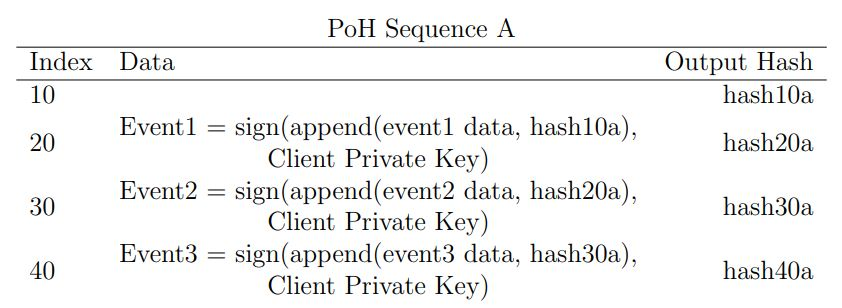 PoH Sequence A
Index Data Output Hash
10 hash10a
Event1 = sign(append(event1 data, hash10a),
20 hash20a
Client Private Key)
Event2 = sign(append(event2 data, hash20a),
30 hash30a
Client Private Key)
Event3 = sign(append(event3 data, hash30a),
40 hash40a
Client Private Key)